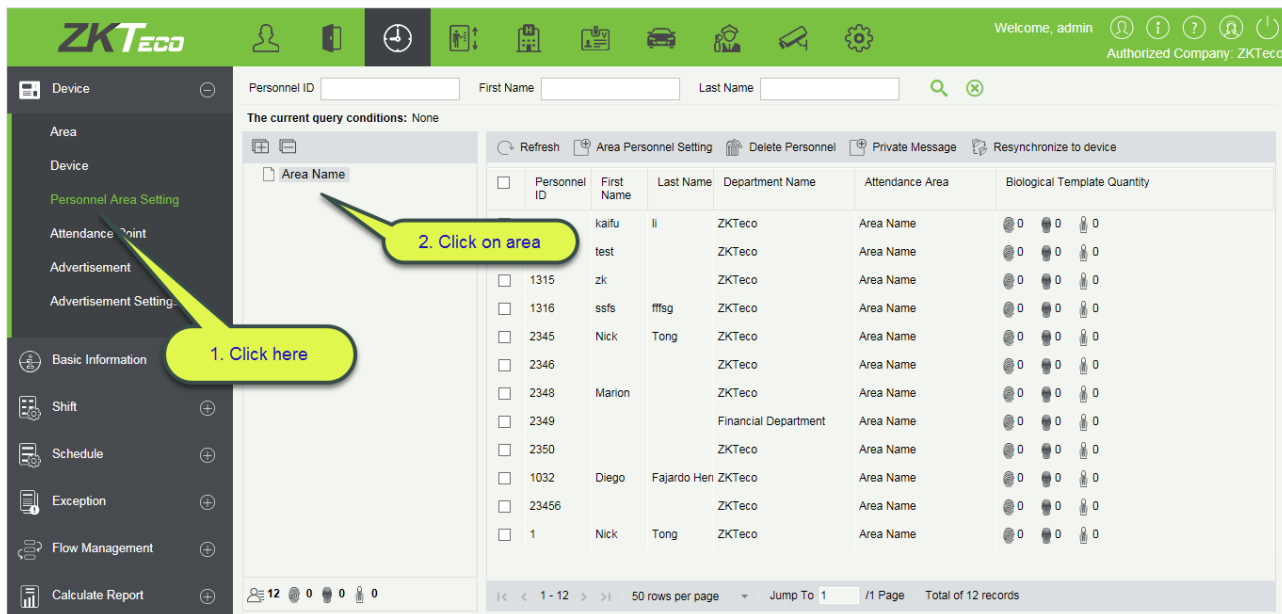 ZKTeco
Welcome, admin
Authorized Company: ZKTeco
Device
Area
Device
Personnel Area Setting
Attendance Point
Advertisement
Advertisement Settings
Basic Information
Shift
Schedule
Exception
Flow Management
Calculate Report
1. Click here
Personnel ID First Name Last Name
The current query conditions: None
Area Name
2. Click on area
12 0 0 0
Refresh Area Personnel Setting Delete Personnel Private Message Resynchronize to device
Personnel ID First Name Last Name Department Name Attendance Area Biological Template Quantity
kaifu li ZKTeco Area Name 0 0 0
test ZKTeco Area Name 0 0 0
1315 zk ZKTeco Area Name 0 0 0
1316 ssfs fffsg ZKTeco Area Name 0 0 0
2345 Nick Tong ZKTeco Area Name 0 0 0
2346 ZKTeco Area Name 0 0 0
2348 Marion ZKTeco Area Name 0 0 0
2349 Financial Department Area Name 0 0 0
2350 ZKTeco Area Name 0 0 0
1032 Diego Fajardo Herr ZKTeco Area Name 0 0 0
23456 ZKTeco Area Name 0 0 0
1 Nick Tong ZKTeco Area Name 0 0 0
1 - 12 50 rows per page Jump To 1 /1 Page Total of 12 records